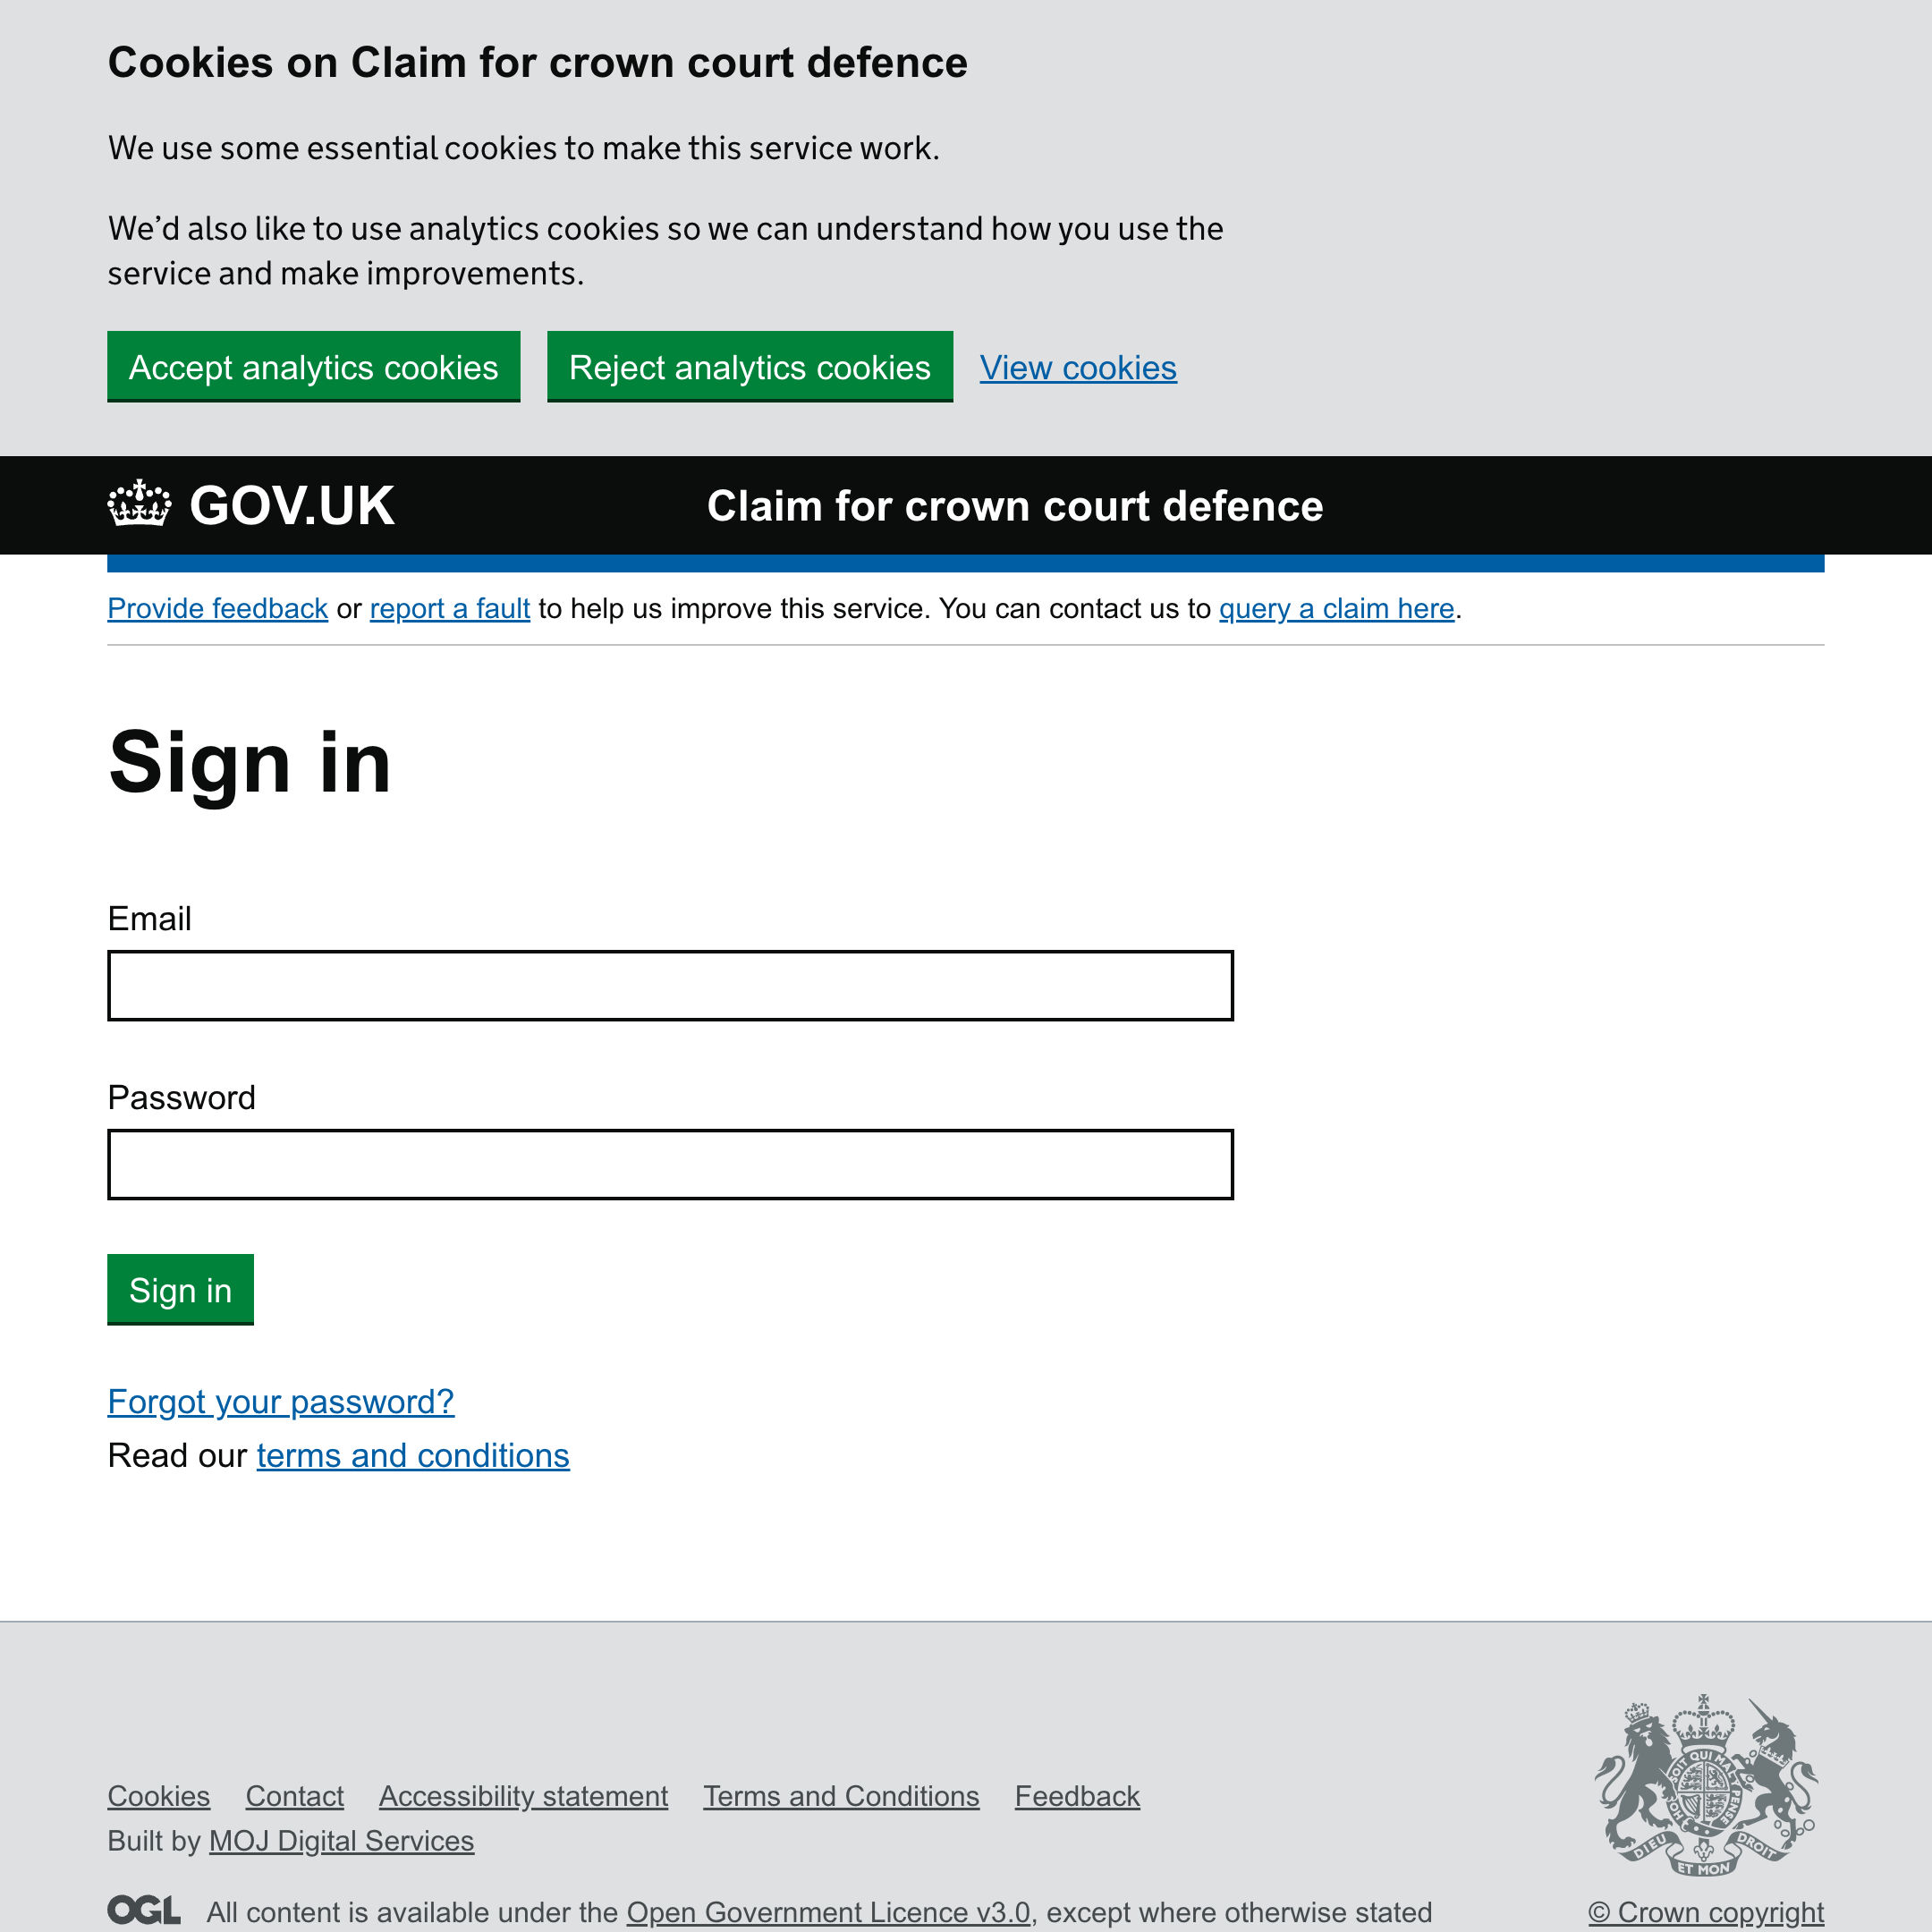 Cookies on Claim for crown court defence
We use some essential cookies to make this service work.
We’d also like to use analytics cookies so we can understand how you use the
service and make improvements.
Accept analytics cookies Reject analytics cookies View cookies
GOV.UK Claim for crown court defence
Provide feedback or report a fault to help us improve this service. You can contact us to query a claim here.
Sign in
Email
Password
Sign in
Forgot your password?
Read our terms and conditions
Cookies Contact Accessibility statement Terms and Conditions Feedback
Built by MOJ Digital Services
OGL All content is available under the Open Government Licence v3.0, except where otherwise stated
DIEU ET MON DROIT
© Crown copyright